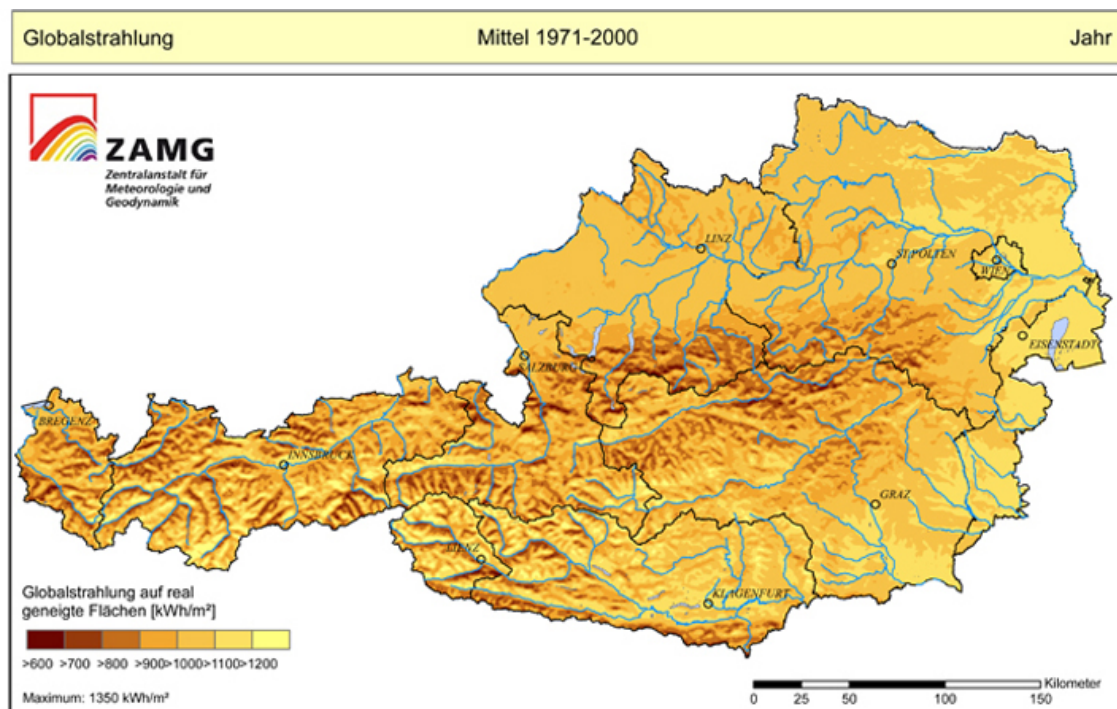 Globalstrahlung Mittel 1971-2000 Jahr
ZAMG
Zentralanstalt für
Meteorologie und
Geodynamik
LINZ
ST.PÖLTEN
WIEN
EISENSTADT
SALZBURG
BREGENZ
INNSBRUCK
GRAZ
LIENZ
KLAGENFURT
Globalstrahlung auf real
geneigte Flächen [kWh/m²]
>600 >700 >800 >900 >1000 >1100 >1200
Maximum: 1350 kWh/m²
Kilometer
0 25 50 100 150